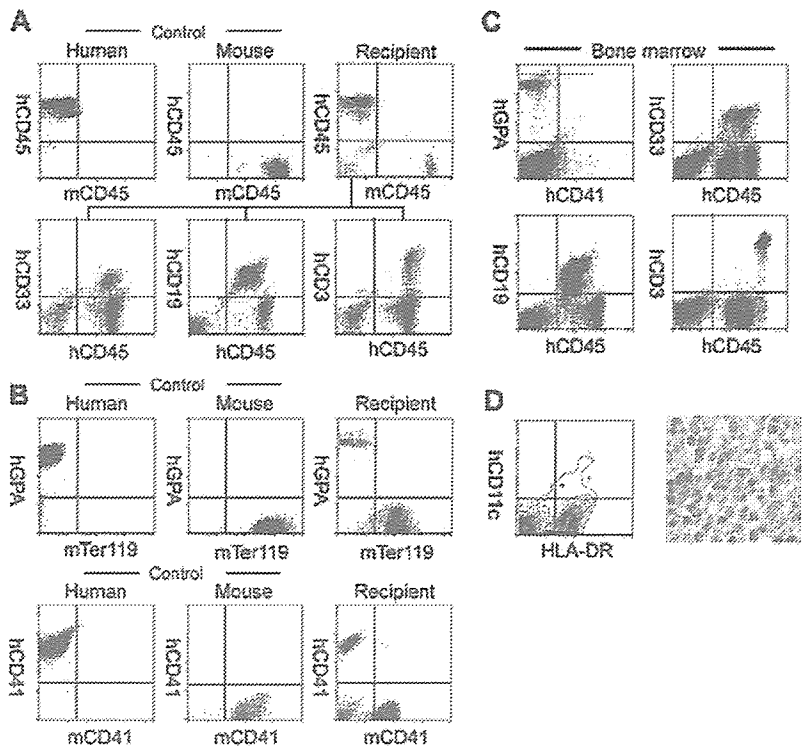 A
Control
Human Mouse Recipient
hCD45 hCD45 hCD45
mCD45 mCD45 mCD45
hCD33 hCD19 hCD3
hCD45 hCD45 hCD45
B
Control
Human Mouse Recipient
hGPA hGPA hGPA
mTer119 mTer119 mTer119
Control
Human Mouse Recipient
hCD41 hCD41 hCD41
mCD41 mCD41 mCD41
C
Bone marrow
hGPA hCD33
hCD41 hCD45
hCD19 hCD3
hCD45 hCD45
D
hCD11c
HLA-DR